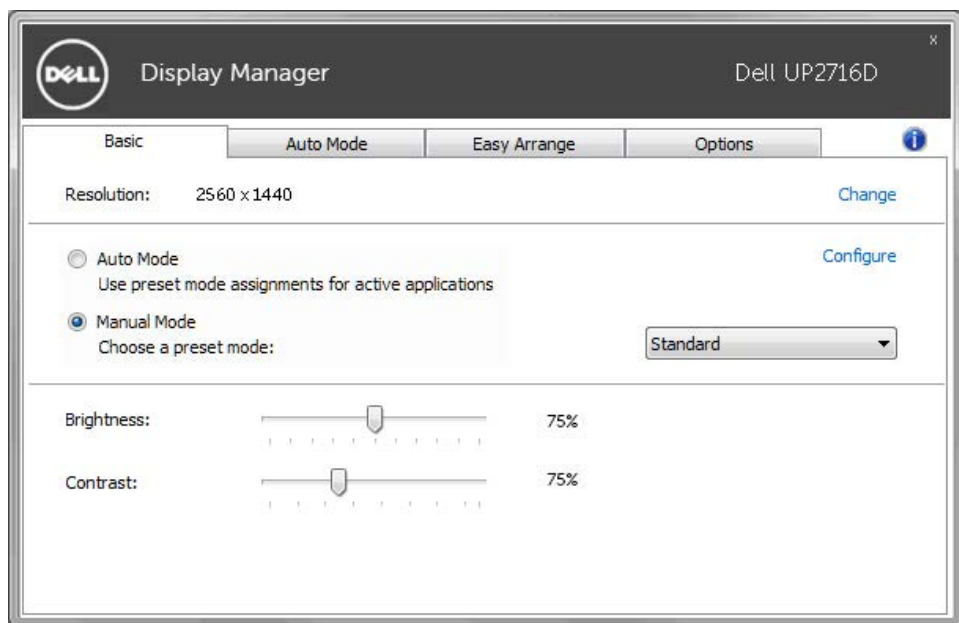 x
DELL Display Manager Dell UP2716D
Basic Auto Mode Easy Arrange Options i
Resolution: 2560 x 1440 Change
Auto Mode Configure
Use preset mode assignments for active applications
Manual Mode
Choose a preset mode: Standard
Brightness: 75%
Contrast: 75%